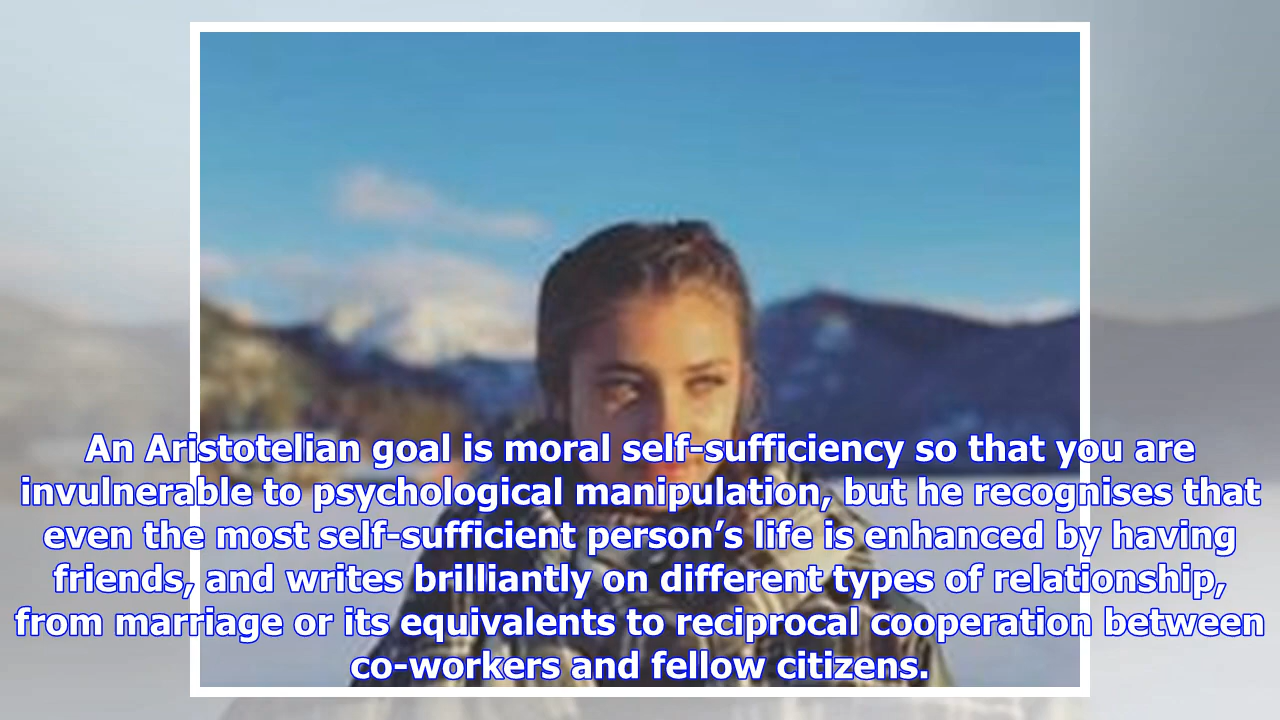 An Aristotelian goal is moral self-sufficiency so that you are
invulnerable to psychological manipulation, but he recognises that
even the most self-sufficient person’s life is enhanced by having
friends, and writes brilliantly on different types of relationship,
from marriage or its equivalents to reciprocal cooperation between
co-workers and fellow citizens.